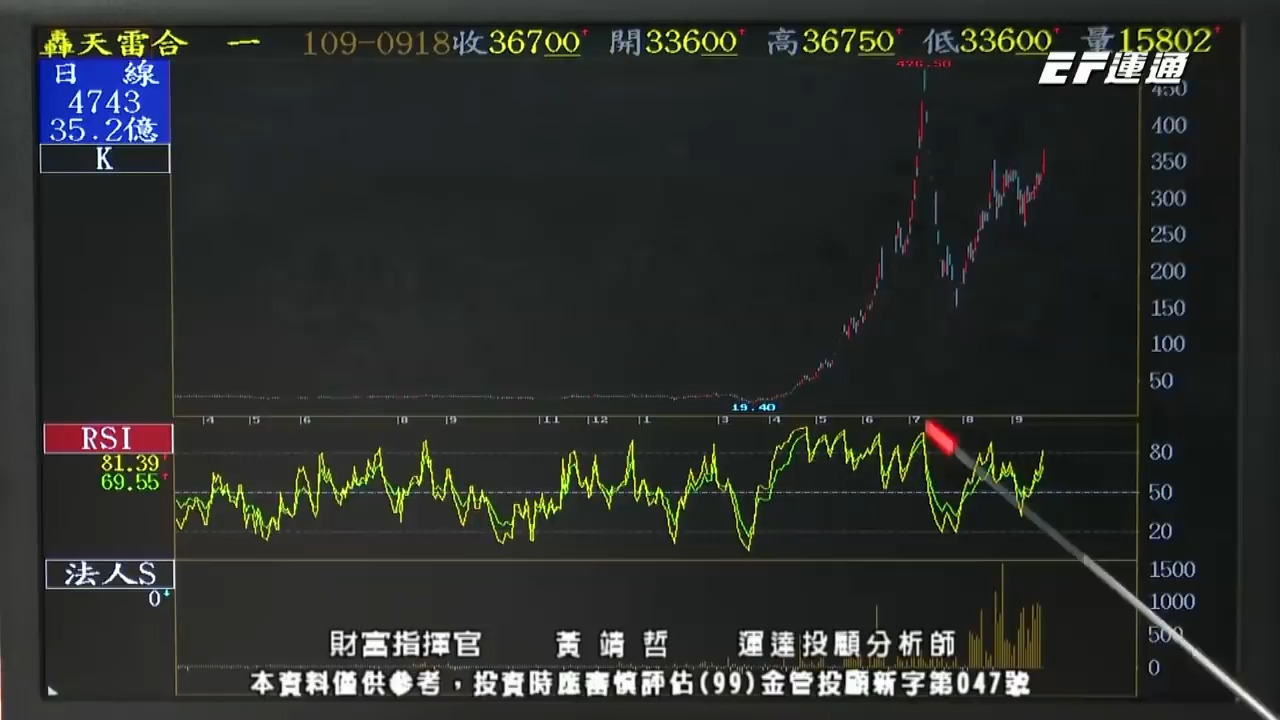 轟天雷合 一 109-0918收36700 開33600 高36750 低33600 量15802
EF運通
日 線
4743
35.2億
K
476.50
450
400
350
300
250
200
150
100
50
19.40
4 5 6 8 9 11 12 1 3 4 5 6 7 8 9
RSI
81.39
69.55
80
50
20
法人S
0
1500
1000
500
0
財富指揮官 黃靖哲 運達投顧分析師
本資料僅供參考，投資時應審慎評估(99)金管投顧新字第047號